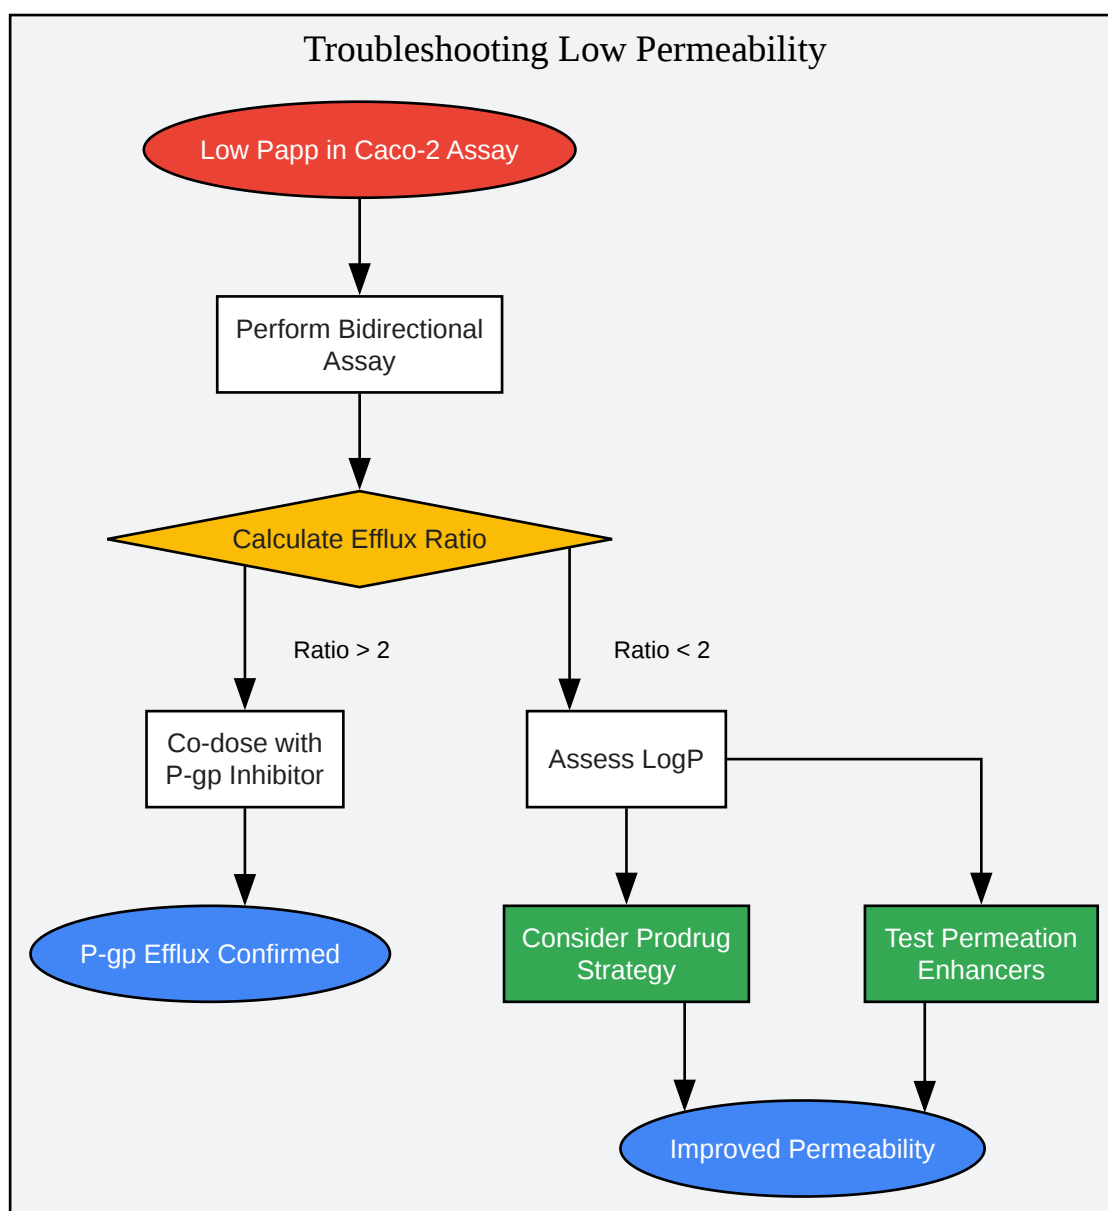 Troubleshooting Low Permeability
Low Papp in Caco-2 Assay
Perform Bidirectional
Assay
Calculate Efflux Ratio
Ratio > 2
Ratio < 2
Co-dose with
P-gp Inhibitor
Assess LogP
P-gp Efflux Confirmed
Consider Prodrug
Strategy
Test Permeation
Enhancers
Improved Permeability